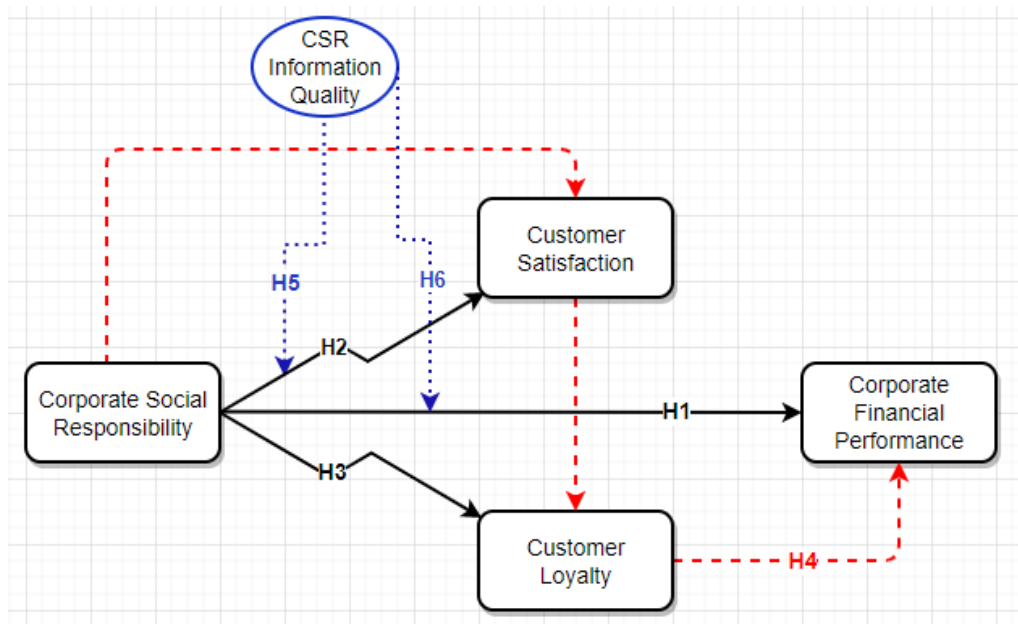 CSR
Information
Quality
Customer
Satisfaction
H5
H6
H2
Corporate Social
Responsibility
H1
Corporate
Financial
Performance
H3
Customer
Loyalty
H4